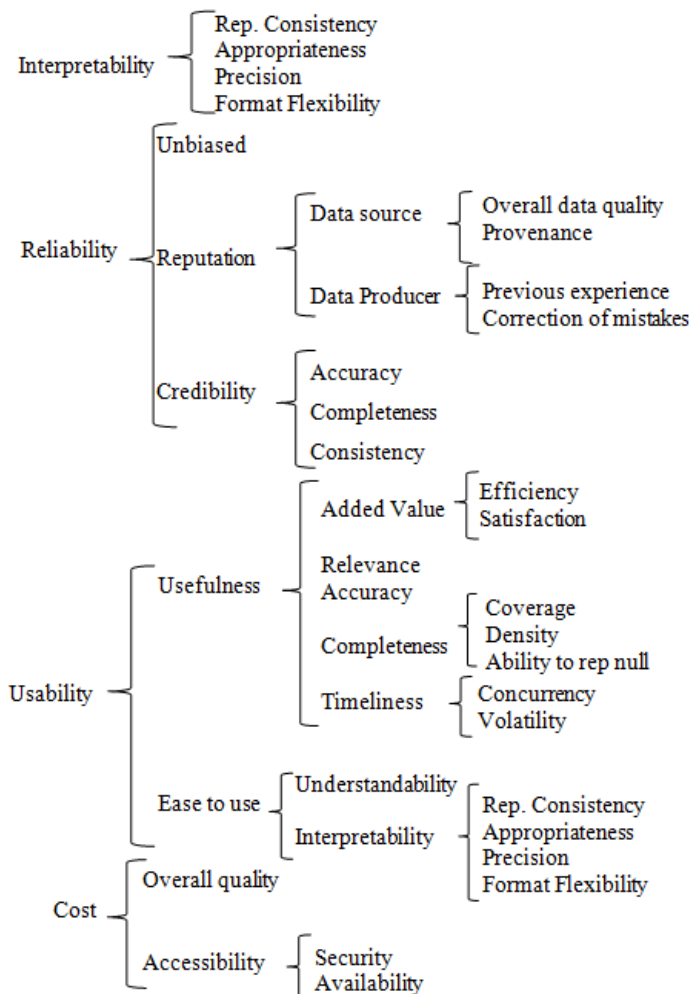 Interpretability
Rep. Consistency
Appropriateness
Precision
Format Flexibility
Reliability
Unbiased
Reputation
Data source
Overall data quality
Provenance
Data Producer
Previous experience
Correction of mistakes
Credibility
Accuracy
Completeness
Consistency
Usability
Usefulness
Added Value
Efficiency
Satisfaction
Relevance
Accuracy
Completeness
Coverage
Density
Ability to rep null
Timeliness
Concurrency
Volatility
Ease to use
Understandability
Interpretability
Rep. Consistency
Appropriateness
Precision
Format Flexibility
Cost
Overall quality
Accessibility
Security
Availability